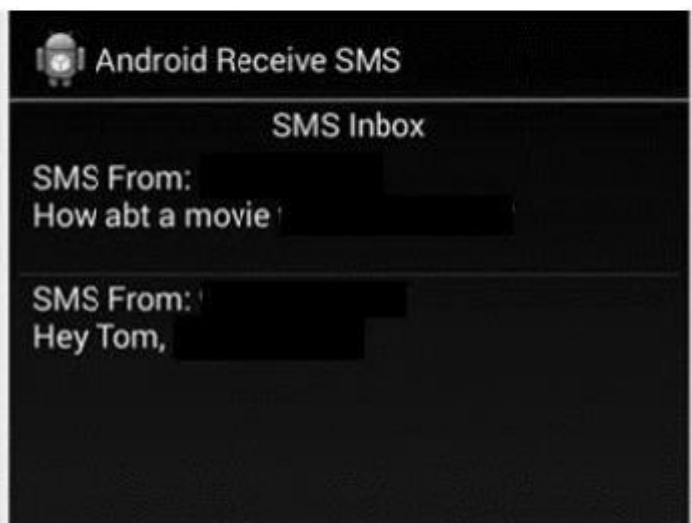 Android Receive SMS
SMS Inbox
SMS From:
How abt a movie
SMS From:
Hey Tom,